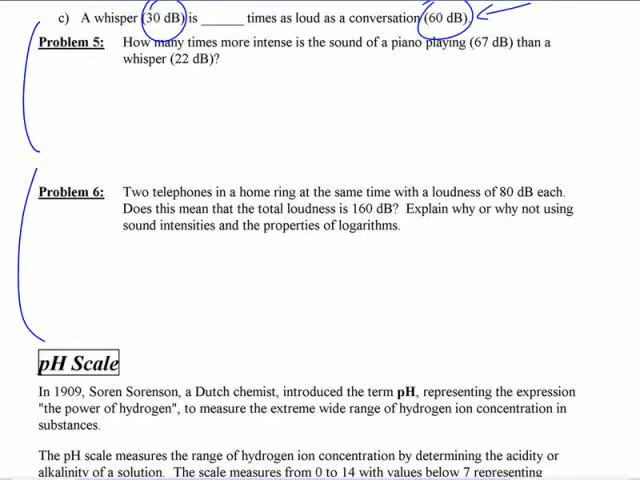 c) A whisper (30 dB) is ______ times as loud as a conversation (60 dB).
Problem 5: How many times more intense is the sound of a piano playing (67 dB) than a
whisper (22 dB)?
Problem 6: Two telephones in a home ring at the same time with a loudness of 80 dB each.
Does this mean that the total loudness is 160 dB? Explain why or why not using
sound intensities and the properties of logarithms.
pH Scale
In 1909, Soren Sorenson, a Dutch chemist, introduced the term pH, representing the expression
"the power of hydrogen", to measure the extreme wide range of hydrogen ion concentration in
substances.
The pH scale measures the range of hydrogen ion concentration by determining the acidity or
alkalinity of a solution. The scale measures from 0 to 14 with values below 7 representing